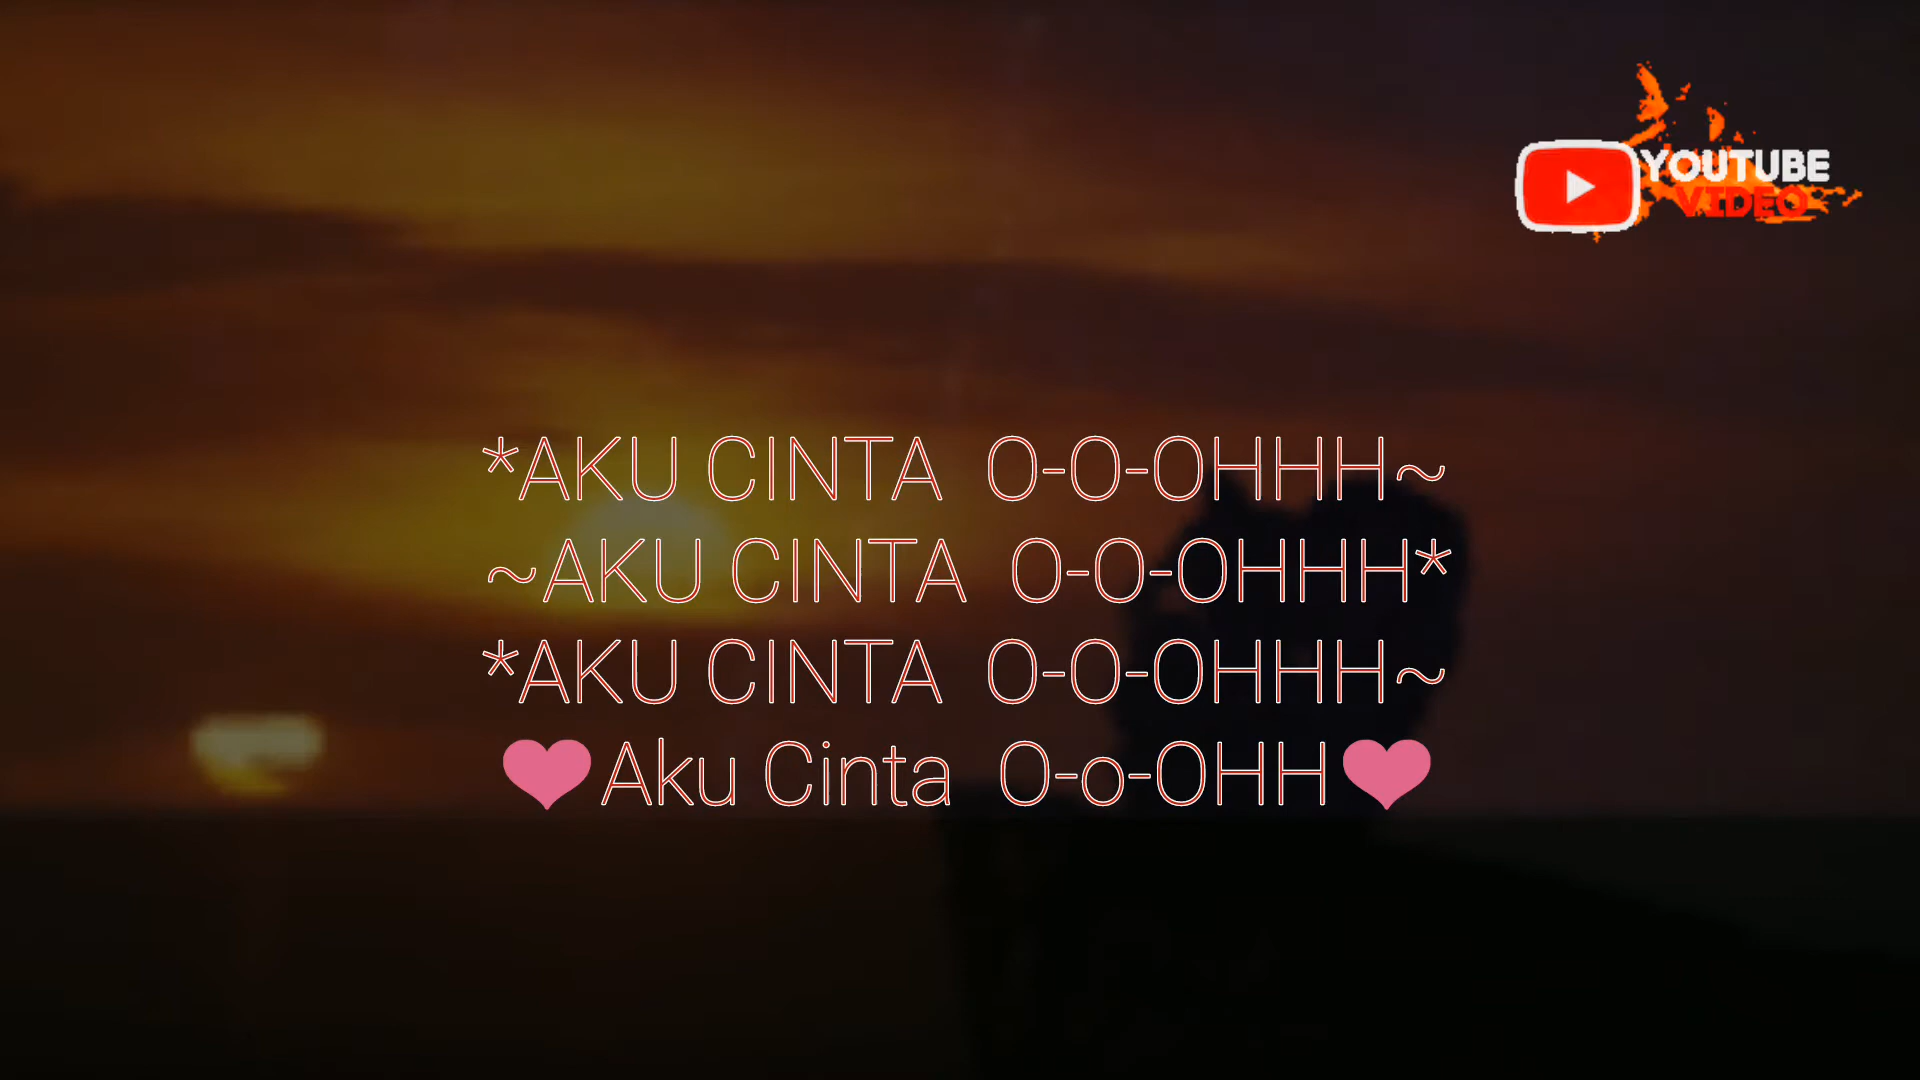 YOUTUBE
VIDEO
*AKU CINTA  O-O-OHHH~
~AKU CINTA  O-O-OHHH*
*AKU CINTA  O-O-OHHH~
💗Aku Cinta  O-o-OHH💗